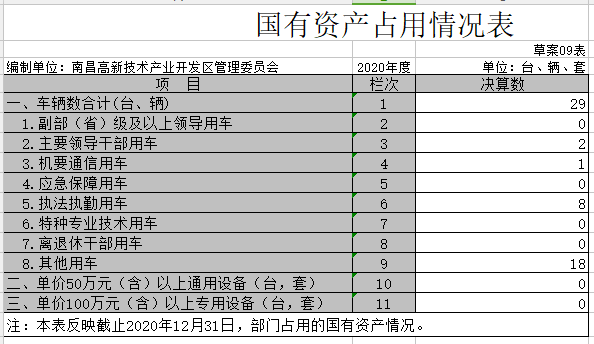 国有资产占用情况表
草案09表
编制单位：南昌高新技术产业开发区管理委员会 2020年度 单位：台、辆、套
项 目 栏次 决算数
一、车辆数合计(台、辆) 1 29
1.副部（省）级及以上领导用车 2 0
2.主要领导干部用车 3 2
3.机要通信用车 4 1
4.应急保障用车 5 0
5.执法执勤用车 6 8
6.特种专业技术用车 7 0
7.离退休干部用车 8 0
8.其他用车 9 18
二、单价50万元（含）以上通用设备（台，套） 10 0
三、单价100万元（含）以上专用设备（台，套） 11 0
注：本表反映截止2020年12月31日，部门占用的国有资产情况。